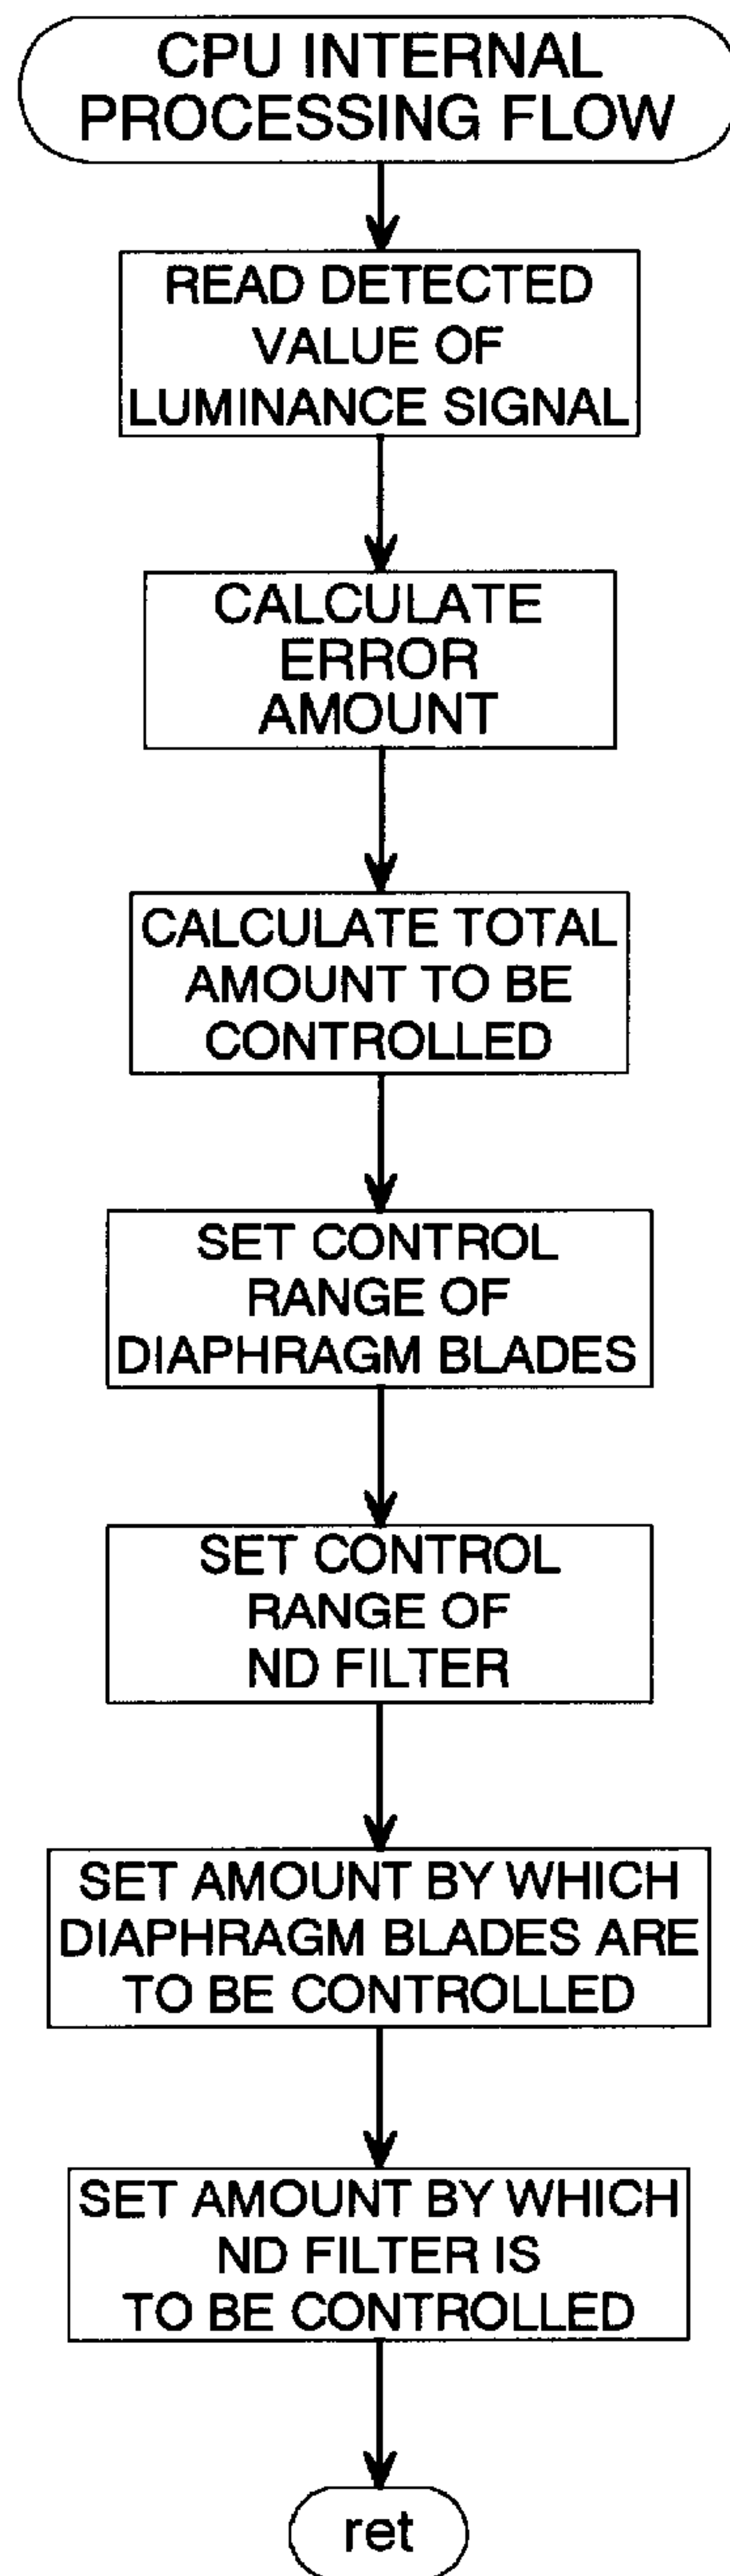 CPU INTERNAL
PROCESSING FLOW
READ DETECTED
VALUE OF
LUMINANCE SIGNAL
CALCULATE
ERROR
AMOUNT
CALCULATE TOTAL
AMOUNT TO BE
CONTROLLED
SET CONTROL
RANGE OF
DIAPHRAGM BLADES
SET CONTROL
RANGE OF
ND FILTER
SET AMOUNT BY WHICH
DIAPHRAGM BLADES ARE
TO BE CONTROLLED
SET AMOUNT BY WHICH
ND FILTER IS
TO BE CONTROLLED
ret